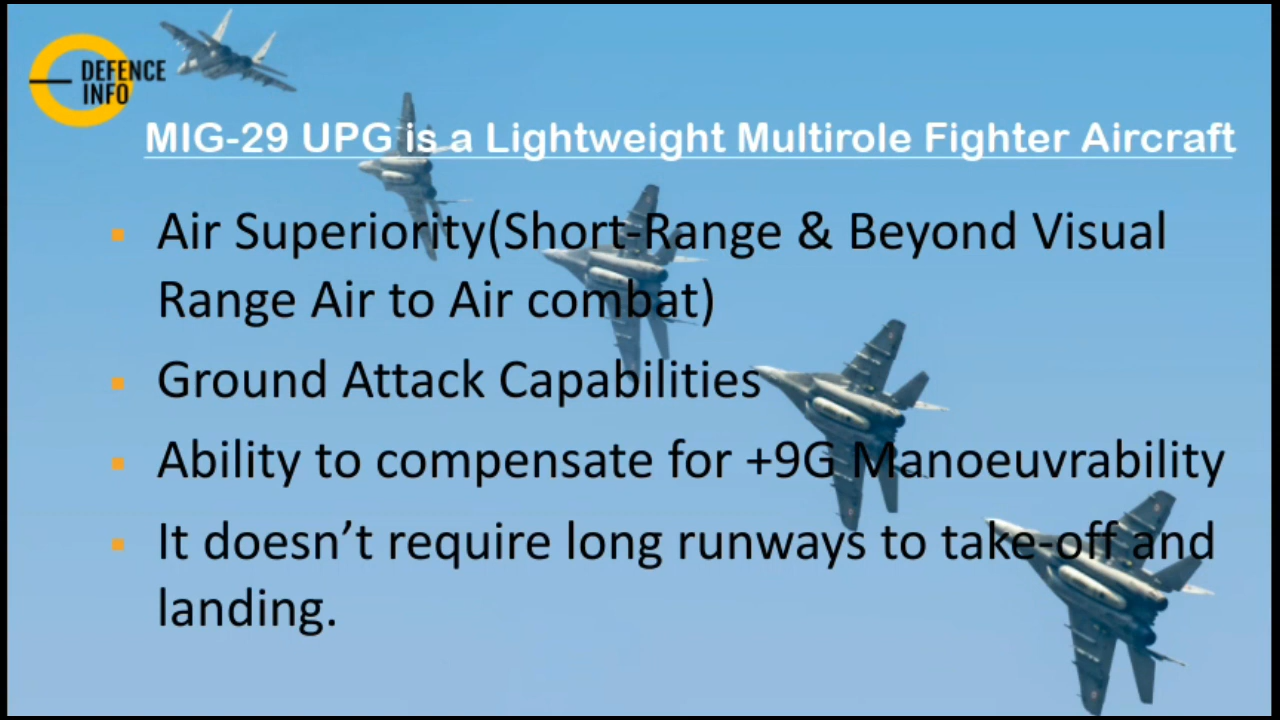 DEFENCE
INFO
MIG-29 UPG is a Lightweight Multirole Fighter Aircraft
Air Superiority(Short-Range & Beyond Visual
Range Air to Air combat)
Ground Attack Capabilities
Ability to compensate for +9G Manoeuvrability
It doesn't require long runways to take-off and
landing.